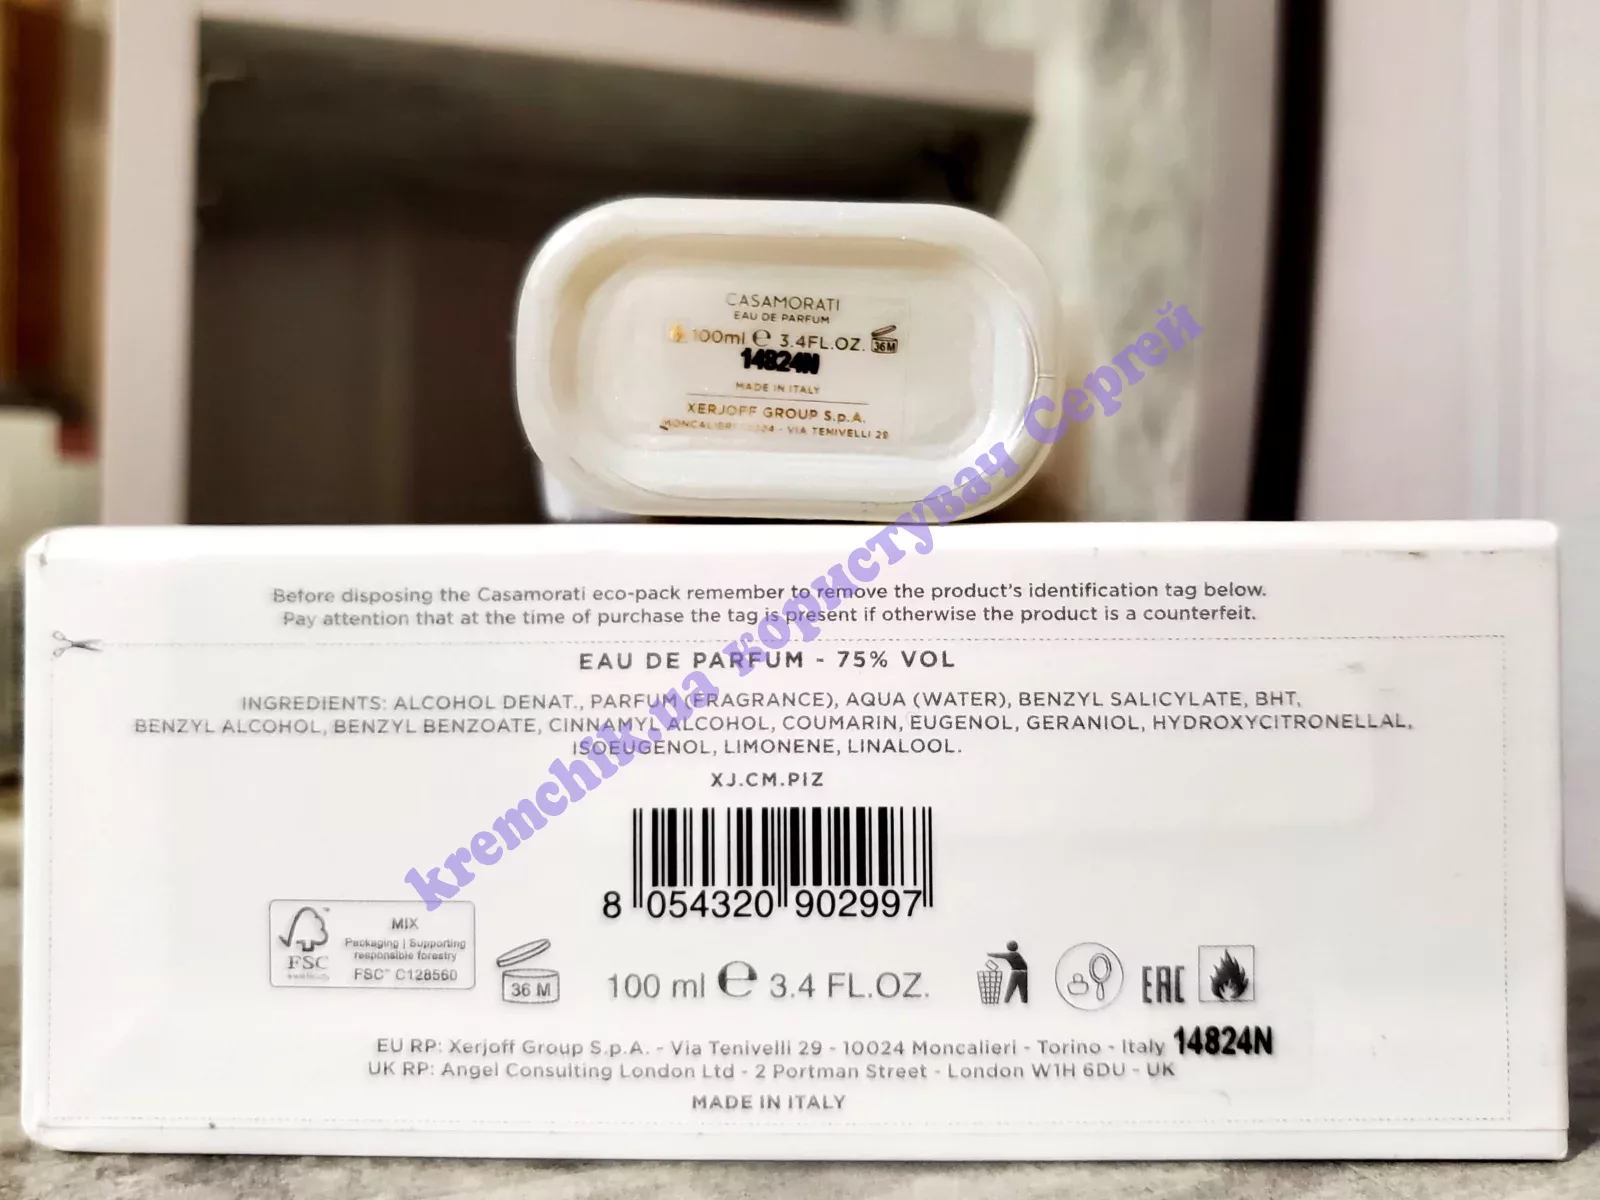 CASAMORATI
EAU DE PARFUM
100ml ℮ 3.4FL.OZ. 36M
14824N
MADE IN ITALY
XERJOFF GROUP S.p.A.
- VIA TENIVELLI 29
Before disposing the Casamorati eco-pack remember to remove the product's identification tag below.
Pay attention that at the time of purchase the tag is present if otherwise the product is a counterfeit.
EAU DE PARFUM - 75% VOL
INGREDIENTS: ALCOHOL DENAT., PARFUM (FRAGRANCE), AQUA (WATER), BENZYL SALICYLATE, BHT,
BENZYL ALCOHOL, BENZYL BENZOATE, CINNAMYL ALCOHOL, COUMARIN, EUGENOL, GERANIOL, HYDROXYCITRONELLAL,
ISOEUGENOL, LIMONENE, LINALOOL.
XJ.CM.PIZ
8 054320 902997
FSC
MIX
Packaging | Supporting
responsible forestry
FSC™ C128560
36 M
100 ml ℮ 3.4 FL.OZ.
EAC
EU RP: Xerjoff Group S.p.A. - Via Tenivelli 29 - 10024 Moncalieri - Torino - Italy 14824N
UK RP: Angel Consulting London Ltd - 2 Portman Street - London W1H 6DU - UK
MADE IN ITALY
kremchik.ua користувач Сергей